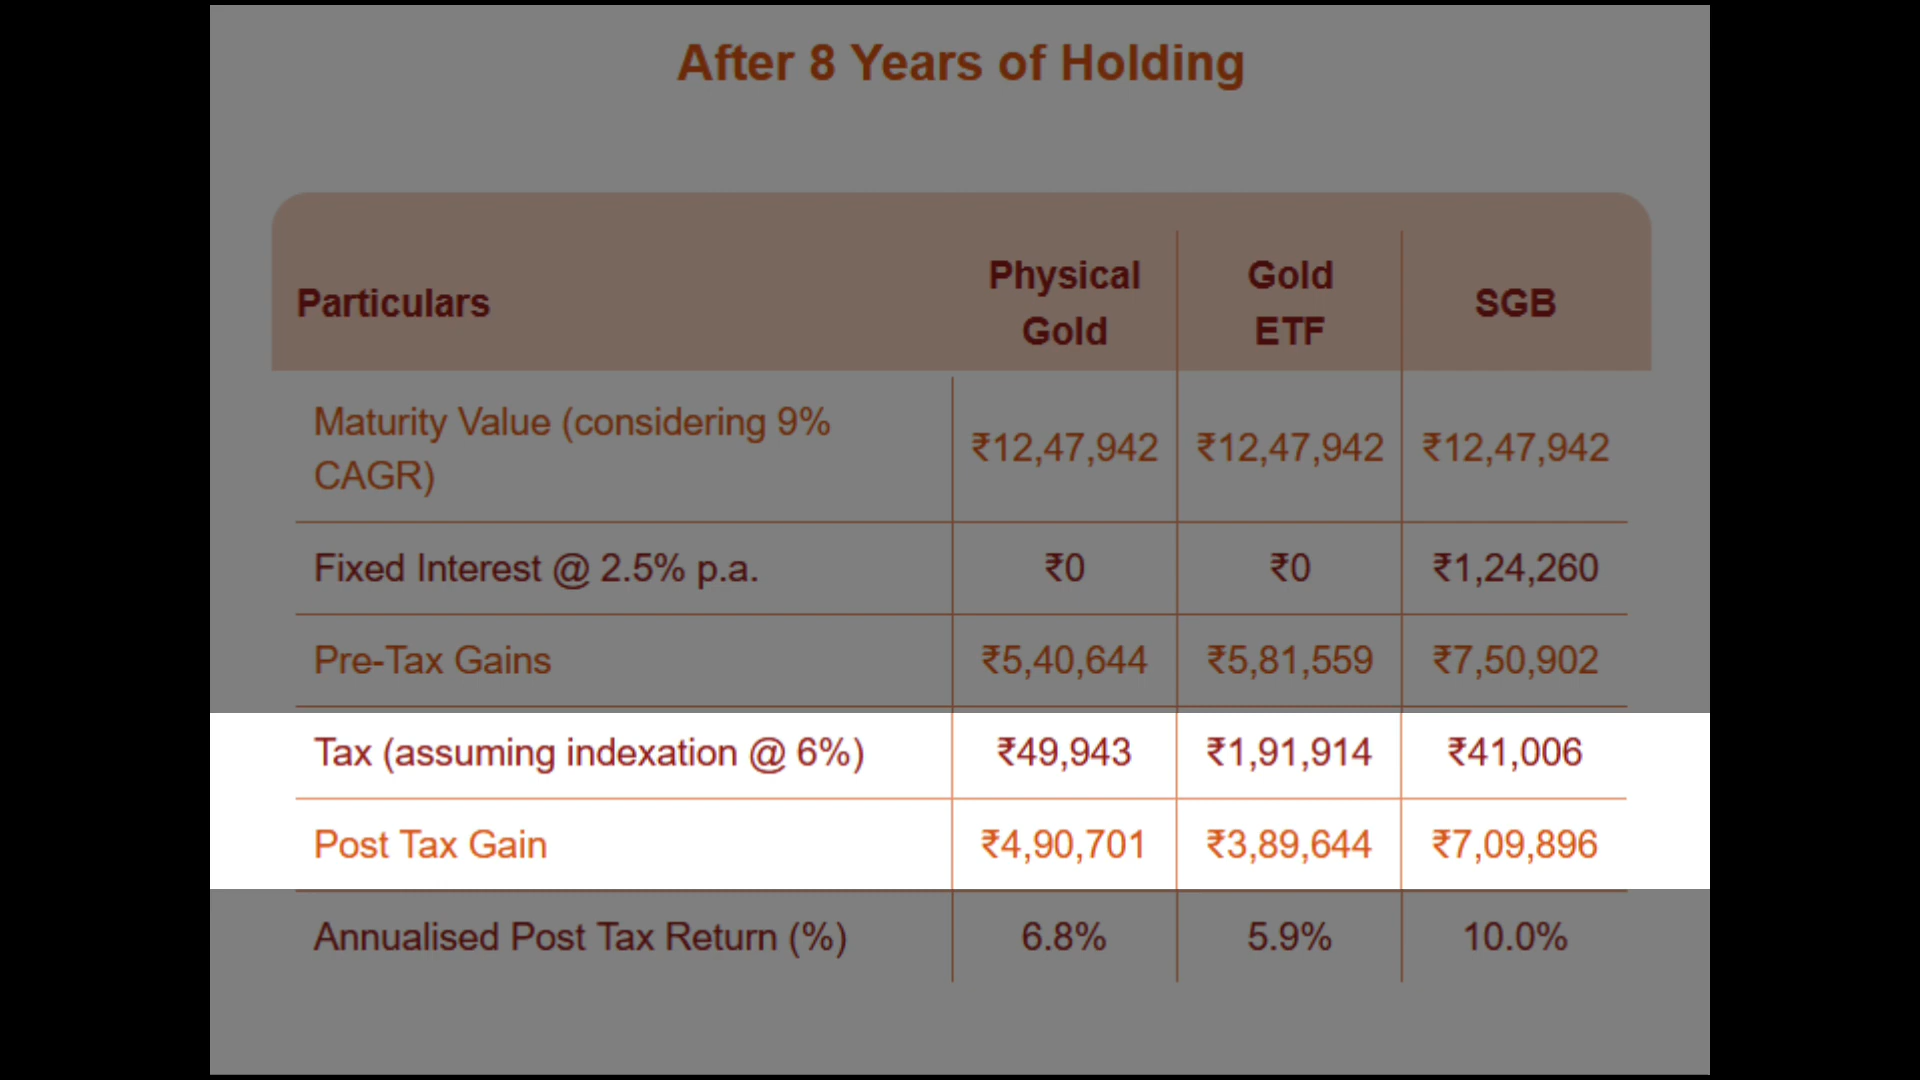 After 8 Years of Holding
Particulars Physical Gold Gold ETF SGB
Maturity Value (considering 9% CAGR) ₹12,47,942 ₹12,47,942 ₹12,47,942
Fixed Interest @ 2.5% p.a. ₹0 ₹0 ₹1,24,260
Pre-Tax Gains ₹5,40,644 ₹5,81,559 ₹7,50,902
Tax (assuming indexation @ 6%) ₹49,943 ₹1,91,914 ₹41,006
Post Tax Gain ₹4,90,701 ₹3,89,644 ₹7,09,896
Annualised Post Tax Return (%) 6.8% 5.9% 10.0%